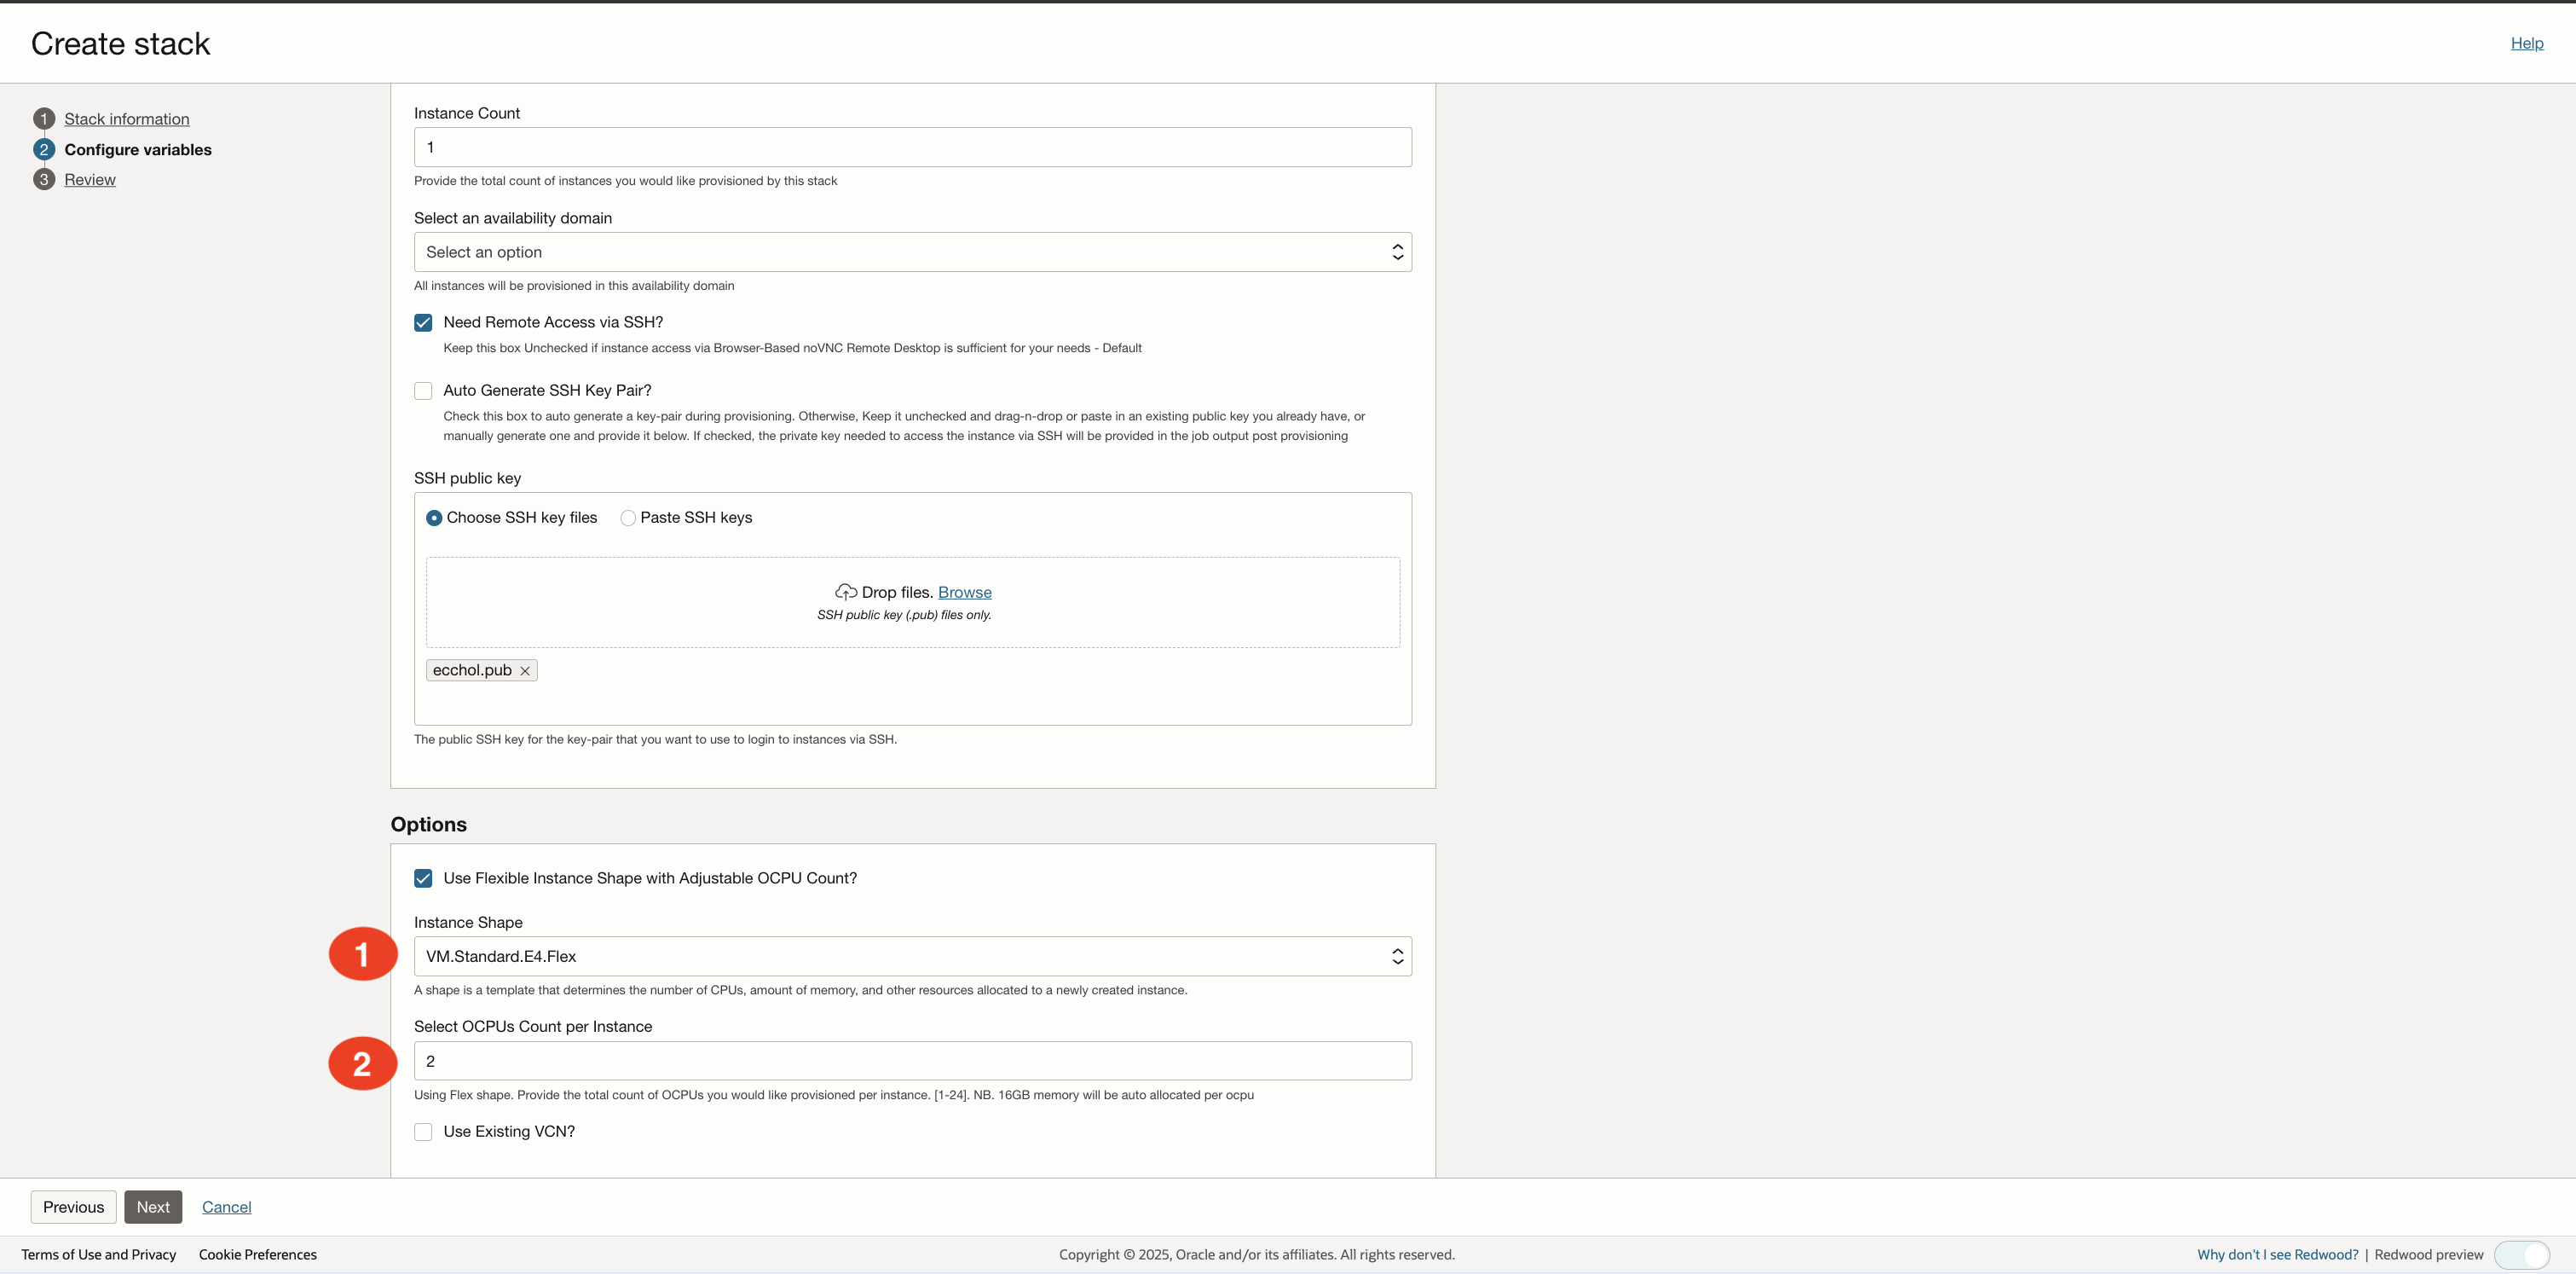 Create stack
Help
1 Stack information
2 Configure variables
3 Review
Instance Count
1
Provide the total count of instances you would like provisioned by this stack
Select an availability domain
Select an option
All instances will be provisioned in this availability domain
Need Remote Access via SSH?
Keep this box Unchecked if instance access via Browser-Based noVNC Remote Desktop is sufficient for your needs - Default
Auto Generate SSH Key Pair?
Check this box to auto generate a key-pair during provisioning. Otherwise, Keep it unchecked and drag-n-drop or paste in an existing public key you already have, or
manually generate one and provide it below. If checked, the private key needed to access the instance via SSH will be provided in the job output post provisioning
SSH public key
Choose SSH key files Paste SSH keys
Drop files. Browse
SSH public key (.pub) files only.
ecchol.pub
The public SSH key for the key-pair that you want to use to login to instances via SSH.
Options
Use Flexible Instance Shape with Adjustable OCPU Count?
Instance Shape
1
VM.Standard.E4.Flex
A shape is a template that determines the number of CPUs, amount of memory, and other resources allocated to a newly created instance.
Select OCPUs Count per Instance
2
2
Using Flex shape. Provide the total count of OCPUs you would like provisioned per instance. [1-24]. NB. 16GB memory will be auto allocated per ocpu
Use Existing VCN?
Previous Next Cancel
Terms of Use and Privacy Cookie Preferences
Copyright © 2025, Oracle and/or its affiliates. All rights reserved.
Why don't I see Redwood? | Redwood preview